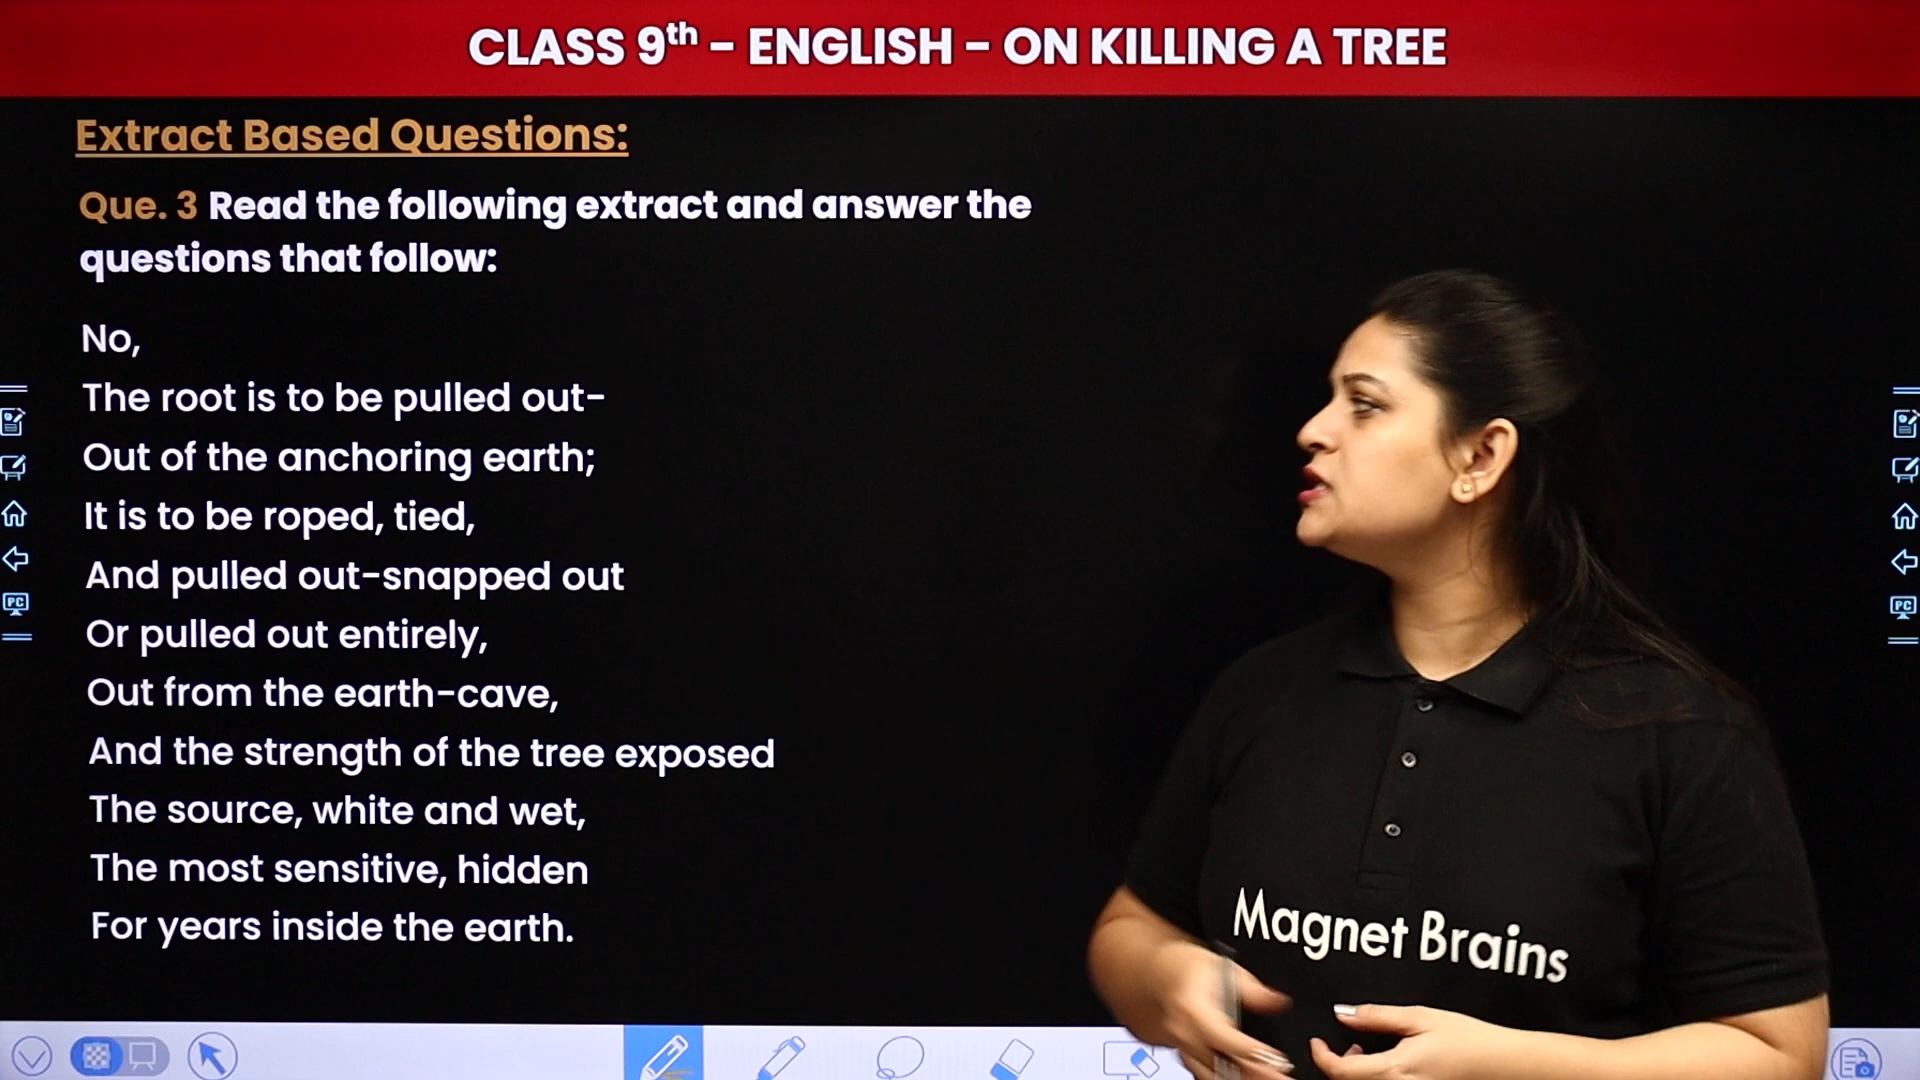 CLASS 9th - ENGLISH - ON KILLING A TREE
Extract Based Questions:
Que. 3 Read the following extract and answer the
questions that follow:
No,
The root is to be pulled out-
Out of the anchoring earth;
It is to be roped, tied,
And pulled out-snapped out
Or pulled out entirely,
Out from the earth-cave,
And the strength of the tree exposed
The source, white and wet,
The most sensitive, hidden
For years inside the earth.
Magnet Brains
PC
PC